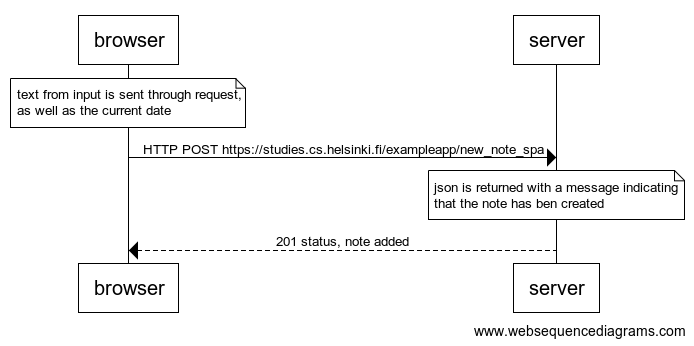 browser
server
text from input is sent through request,
as well as the current date
HTTP POST https://studies.cs.helsinki.fi/exampleapp/new_note_spa
json is returned with a message indicating
that the note has ben created
201 status, note added
browser
server
www.websequencediagrams.com